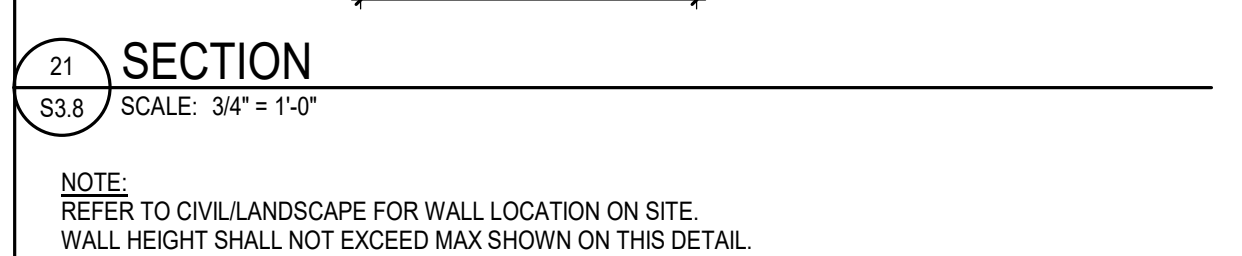 21 SECTION
S3.8 SCALE: 3/4" = 1'-0"
NOTE:
REFER TO CIVIL/LANDSCAPE FOR WALL LOCATION ON SITE.
WALL HEIGHT SHALL NOT EXCEED MAX SHOWN ON THIS DETAIL.